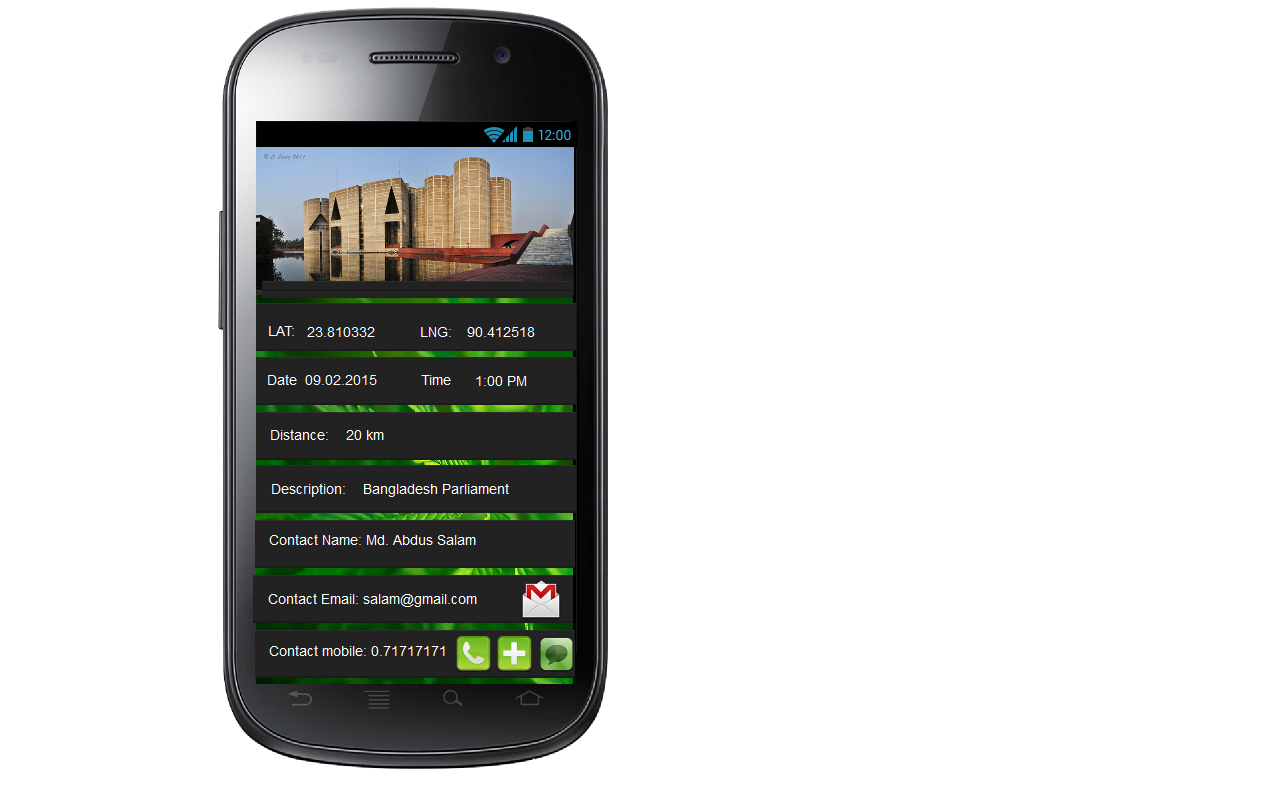 12:00
© E Saxy 2011
LAT: 23.810332 LNG: 90.412518
Date 09.02.2015 Time 1:00 PM
Distance: 20 km
Description: Bangladesh Parliament
Contact Name: Md. Abdus Salam
Contact Email: salam@gmail.com
Contact mobile: 0.71717171